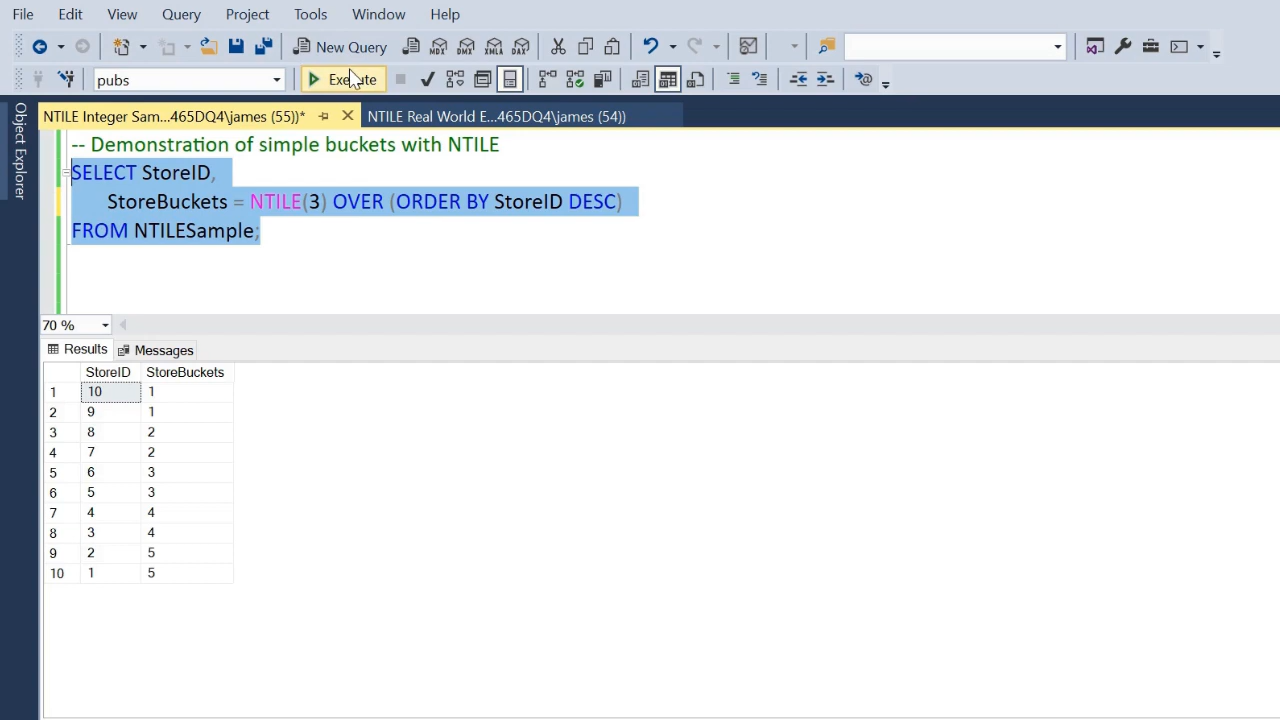 File Edit View Query Project Tools Window Help
New Query MDX DMX XMLA DAX
pubs Execute
NTILE Integer Sam...465DQ4\james (55))* NTILE Real World E...465DQ4\james (54))
Object Explorer
-- Demonstration of simple buckets with NTILE
SELECT StoreID,
StoreBuckets = NTILE(3) OVER (ORDER BY StoreID DESC)
FROM NTILESample;
70 %
Results Messages
StoreID StoreBuckets
1 10 1
2 9 1
3 8 2
4 7 2
5 6 3
6 5 3
7 4 4
8 3 4
9 2 5
10 1 5